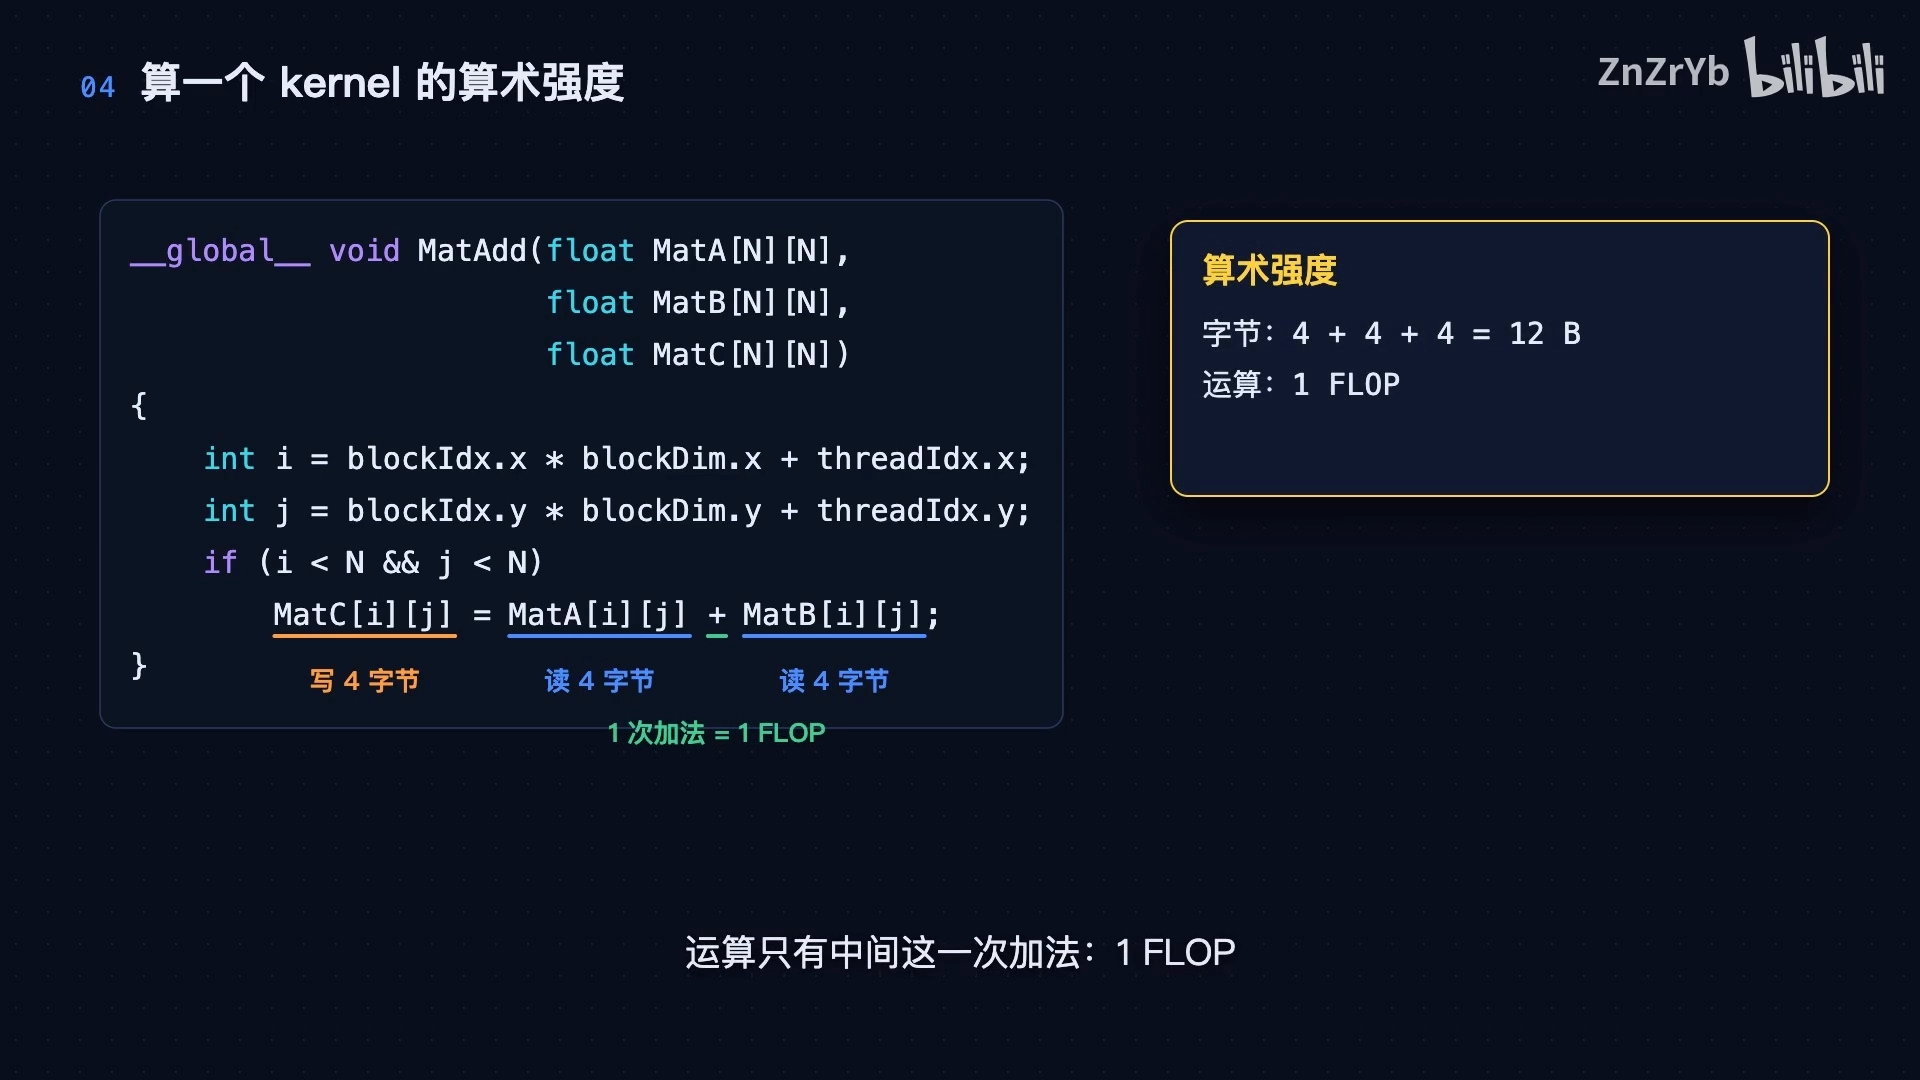 04 算一个 kernel 的算术强度
ZnZrYb bilibili
__global__ void MatAdd(float MatA[N][N],
float MatB[N][N],
float MatC[N][N])
{
int i = blockIdx.x * blockDim.x + threadIdx.x;
int j = blockIdx.y * blockDim.y + threadIdx.y;
if (i < N && j < N)
MatC[i][j] = MatA[i][j] + MatB[i][j];
}
写 4 字节 读 4 字节 读 4 字节
1 次加法 = 1 FLOP
算术强度
字节：4 + 4 + 4 = 12 B
运算：1 FLOP
运算只有中间这一次加法：1 FLOP